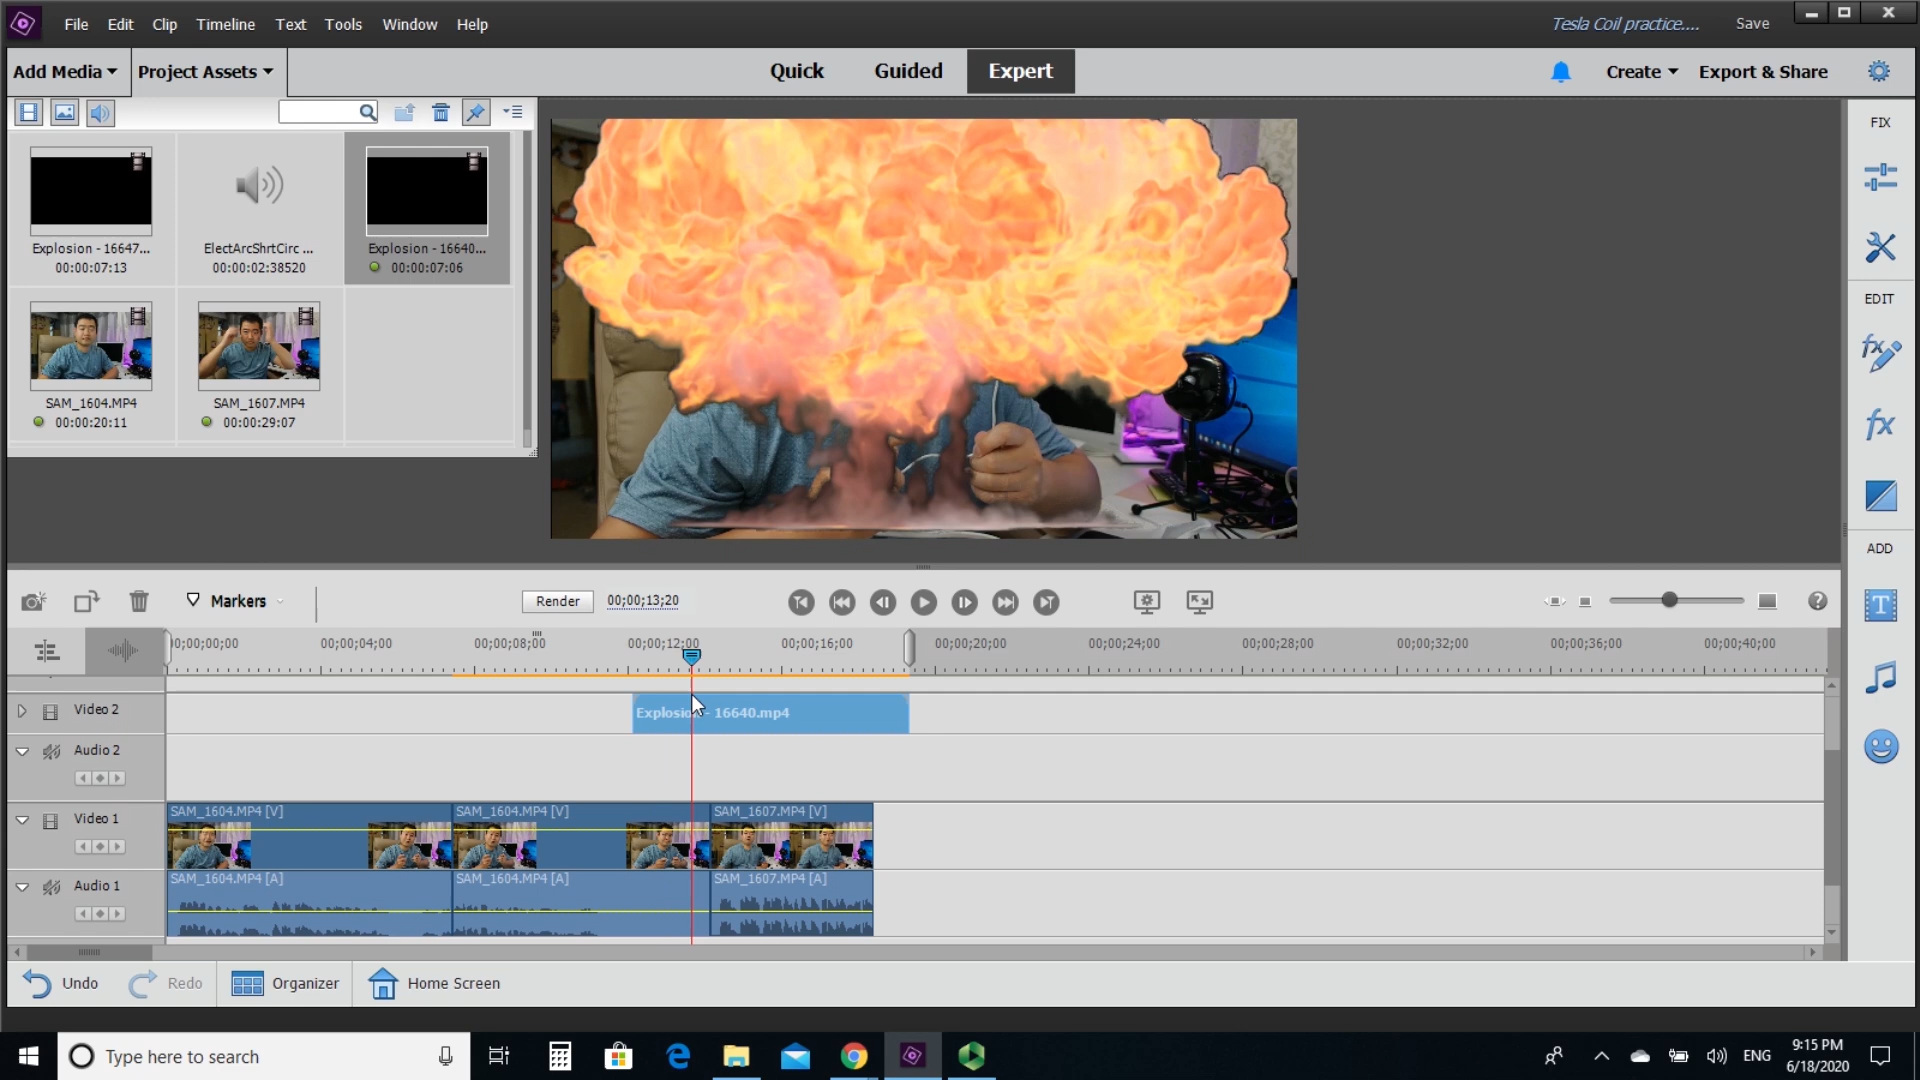 File Edit Clip Timeline Text Tools Window Help
Tesla Coil practice.... Save
Add Media Project Assets
Quick Guided Expert
Create Export & Share
Explosion - 16647...
00:00:07:13
ElectArcShrtCirc ...
00:00:02:38520
Explosion - 16640...
00:00:07:06
SAM_1604.MP4
00:00:20:11
SAM_1607.MP4
00:00:29:07
FIX
EDIT
fx
fx
ADD
T
Markers Render 00;00;13;20
00;00;00;00 00;00;04;00 00;00;08;00 00;00;12;00 00;00;16;00 00;00;20;00 00;00;24;00 00;00;28;00 00;00;32;00 00;00;36;00 00;00;40;00
Video 2
Explosion - 16640.mp4
Audio 2
Video 1
SAM_1604.MP4 [V] SAM_1604.MP4 [V] SAM_1607.MP4 [V]
Audio 1
SAM_1604.MP4 [A] SAM_1604.MP4 [A] SAM_1607.MP4 [A]
Undo Redo Organizer Home Screen
Type here to search
ENG
9:15 PM
6/18/2020